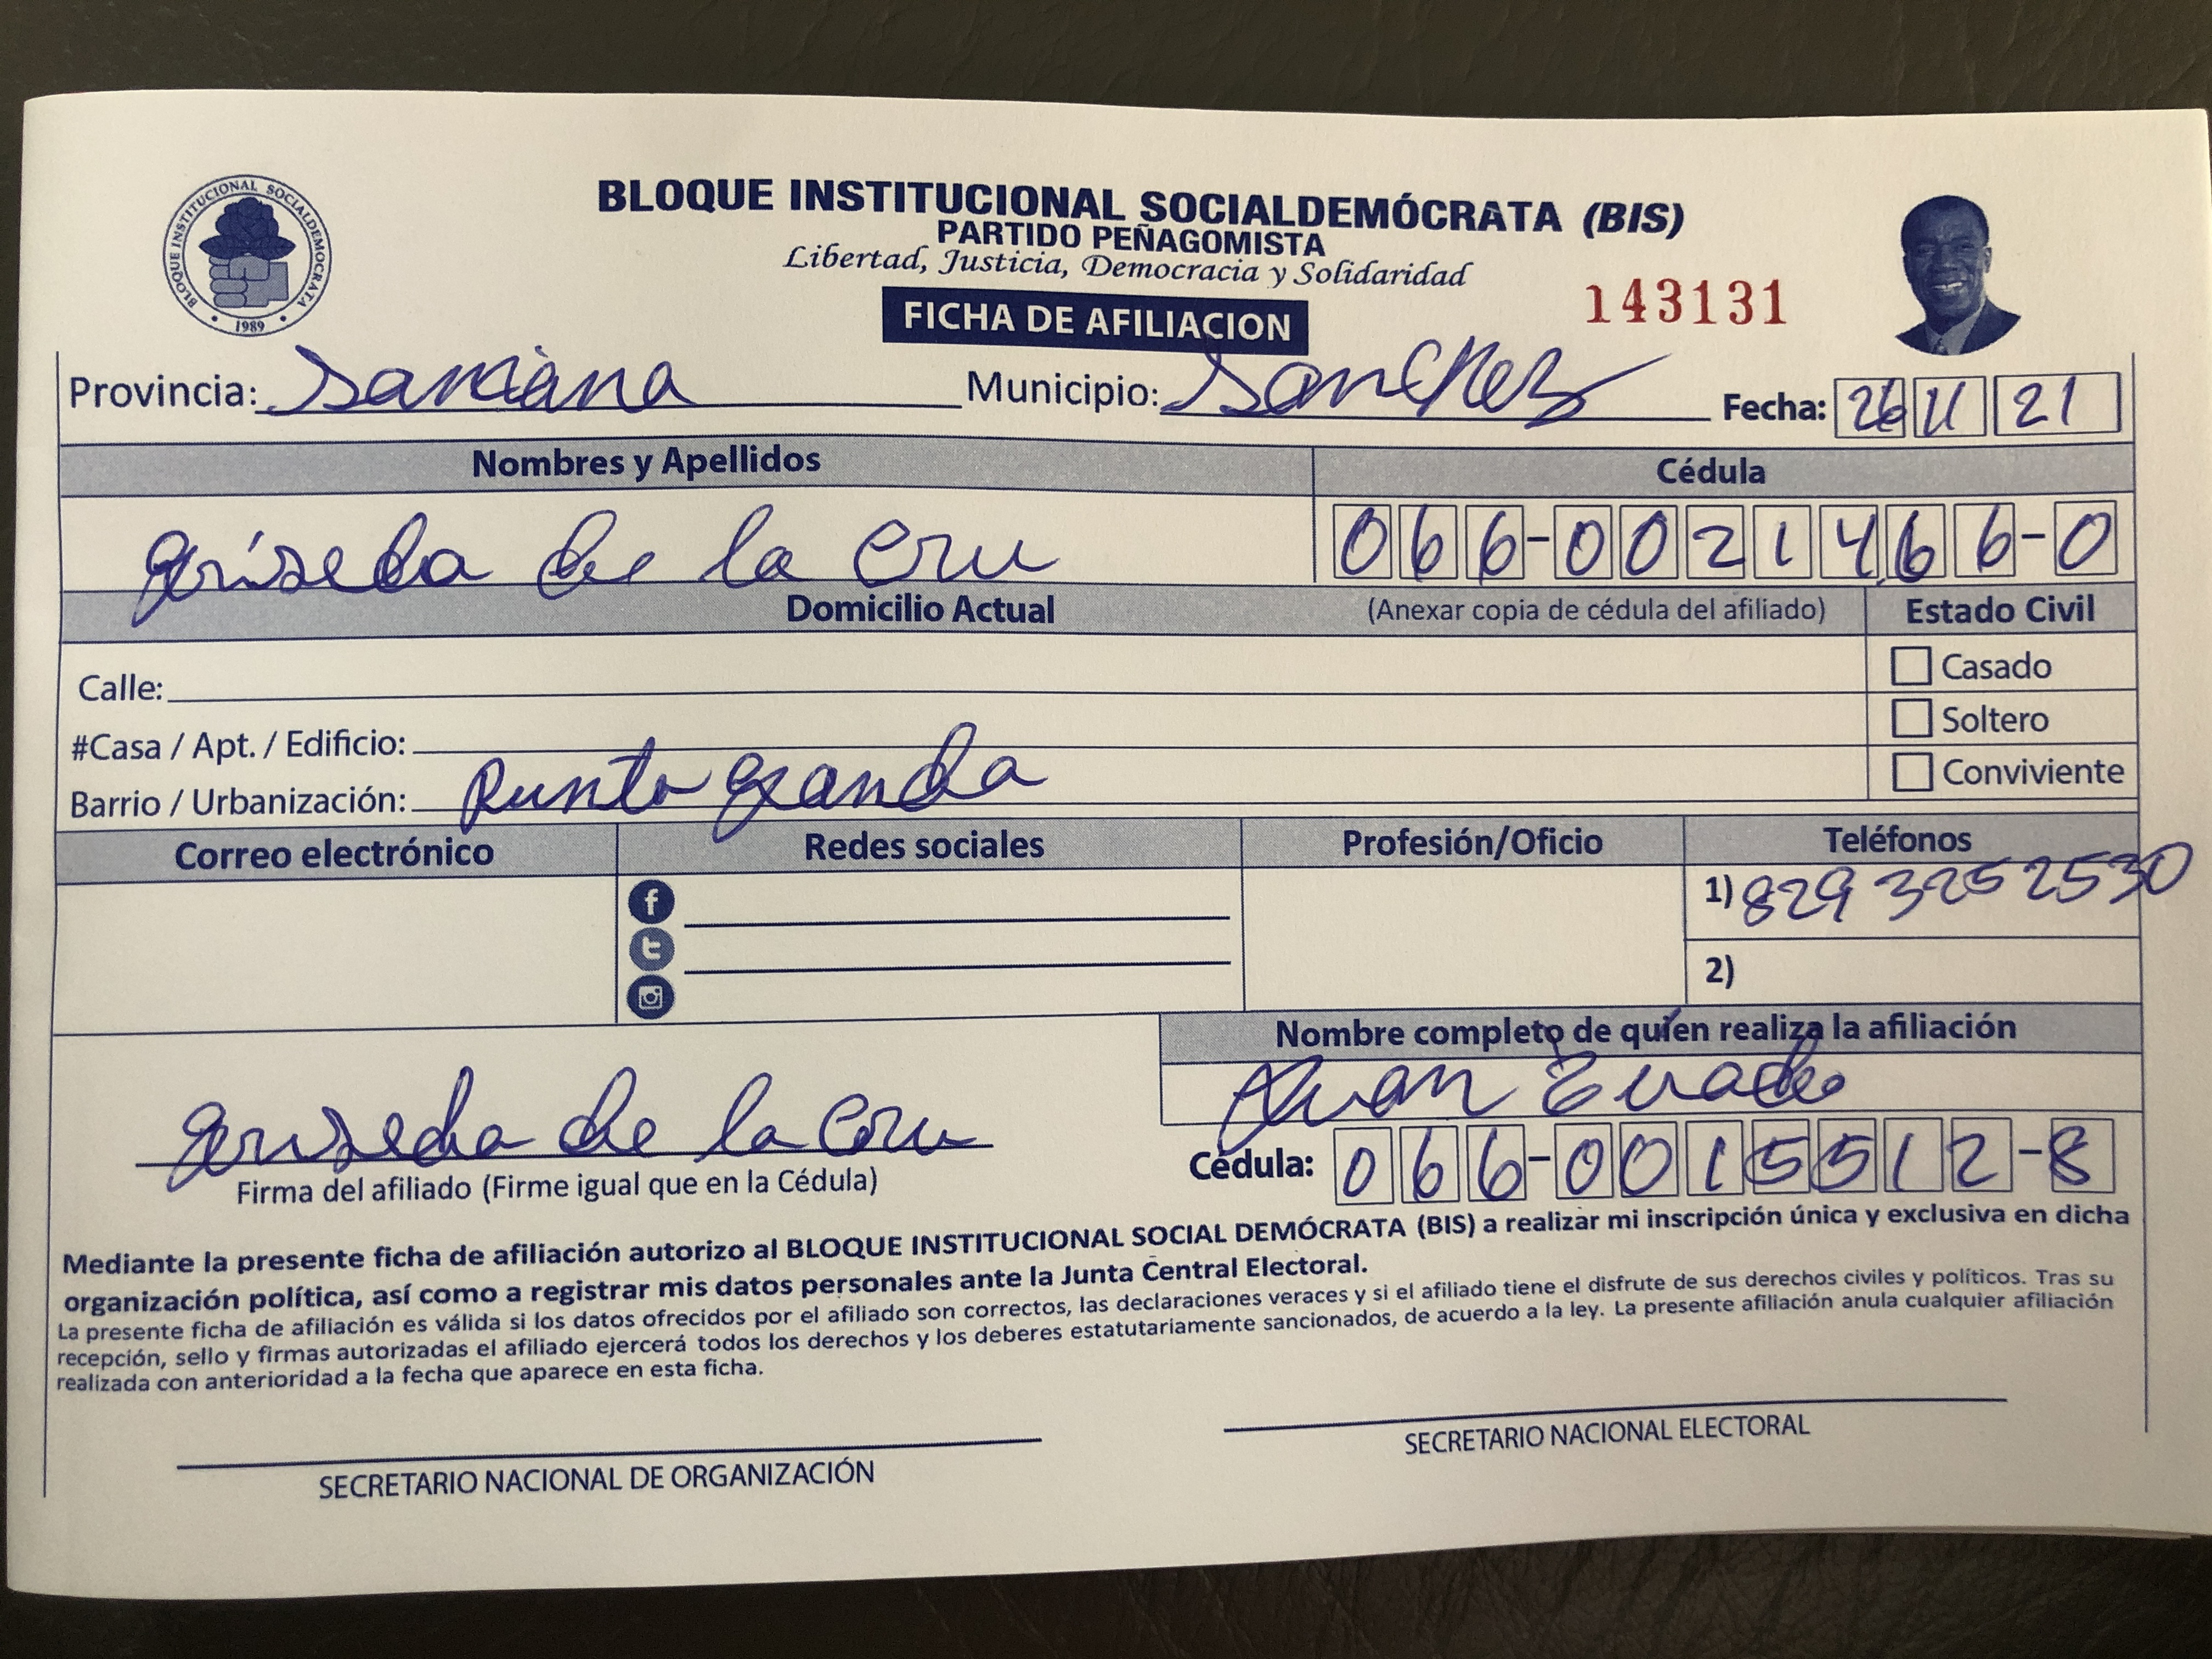 BLOQUE INSTITUCIONAL SOCIALDEMOCRATA
1989
BLOQUE INSTITUCIONAL SOCIALDEMÓCRATA (BIS)
PARTIDO PEÑAGOMISTA
Libertad, Justicia, Democracia y Solidaridad
143131
FICHA DE AFILIACION
Provincia: Samana Municipio: Sanchez Fecha: 26 11 21
Nombres y Apellidos Cédula
griselda de la Cru 066-0021466-0
Domicilio Actual (Anexar copia de cédula del afiliado) Estado Civil
Calle: Casado
#Casa / Apt. / Edificio: Soltero
Barrio / Urbanización: Punta granda Conviviente
Correo electrónico Redes sociales Profesión/Oficio Teléfonos
1) 829 325 2530
2)
Nombre completo de quien realiza la afiliación
Juan
griselda de la Cru
Cédula: 066-0015512-8
Firma del afiliado (Firme igual que en la Cédula)
Mediante la presente ficha de afiliación autorizo al BLOQUE INSTITUCIONAL SOCIAL DEMÓCRATA (BIS) a realizar mi inscripción única y exclusiva en dicha
organización política, así como a registrar mis datos personales ante la Junta Central Electoral.
La presente ficha de afiliación es válida si los datos ofrecidos por el afiliado son correctos, las declaraciones veraces y si el afiliado tiene el disfrute de sus derechos civiles y políticos. Tras su
recepción, sello y firmas autorizadas el afiliado ejercerá todos los derechos y los deberes estatutariamente sancionados, de acuerdo a la ley. La presente afiliación anula cualquier afiliación
realizada con anterioridad a la fecha que aparece en esta ficha.
SECRETARIO NACIONAL DE ORGANIZACIÓN
SECRETARIO NACIONAL ELECTORAL